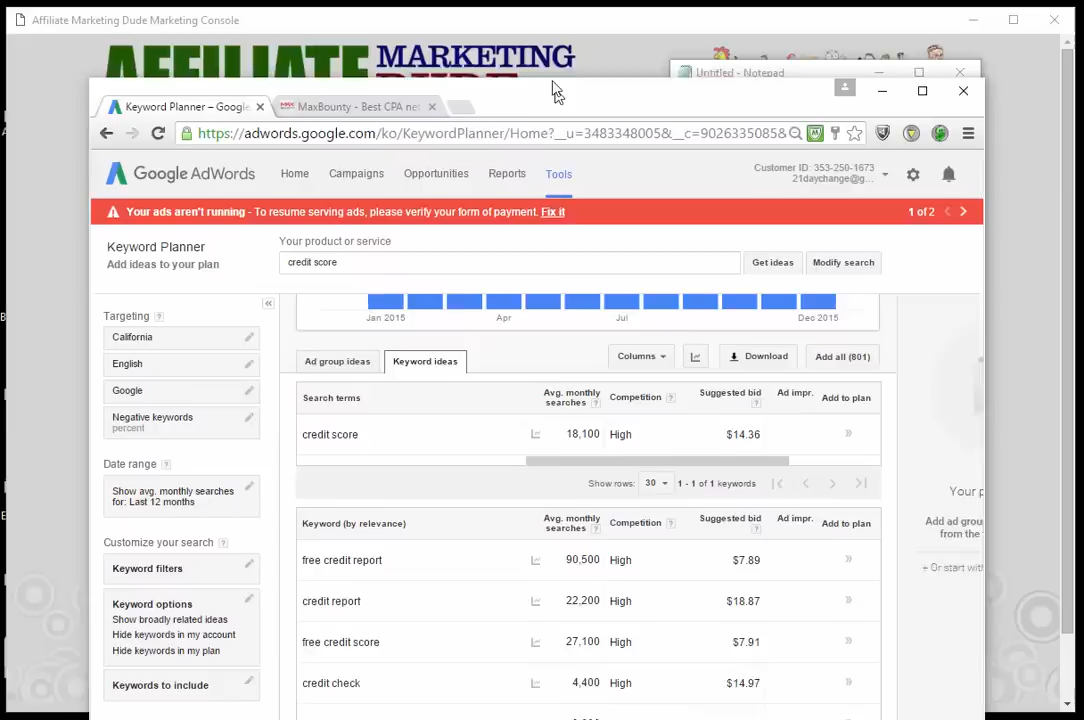 Affiliate Marketing Dude Marketing Console
AFFILIATE MARKETING
Untitled - Notepad
Keyword Planner – Google
MAX MaxBounty - Best CPA net
https://adwords.google.com/ko/KeywordPlanner/Home?__u=3483348005&__c=9026335085&
Google AdWords
Home
Campaigns
Opportunities
Reports
Tools
Customer ID: 353-250-1673
21daychange@g...
Your ads aren't running - To resume serving ads, please verify your form of payment. Fix it
1 of 2
Keyword Planner
Add ideas to your plan
Your product or service
credit score
Get ideas
Modify search
Targeting ?
California
English
Google
Negative keywords
percent
Date range ?
Show avg. monthly searches
for: Last 12 months
Customize your search ?
Keyword filters
Keyword options
Show broadly related ideas
Hide keywords in my account
Hide keywords in my plan
Keywords to include
Jan 2015
Apr
Jul
Dec 2015
Ad group ideas
Keyword ideas
Columns
Download
Add all (801)
Search terms
Avg. monthly
searches ?
Competition ?
Suggested bid
?
Ad impr.
Add to plan
credit score 18,100 High $14.36
Show rows: 30 1 - 1 of 1 keywords
Keyword (by relevance)
Avg. monthly
searches ?
Competition ?
Suggested bid
?
Ad impr.
Add to plan
free credit report 90,500 High $7.89
credit report 22,200 High $18.87
free credit score 27,100 High $7.91
credit check 4,400 High $14.97
Your p
Add ad grou
from the
+ Or start wit